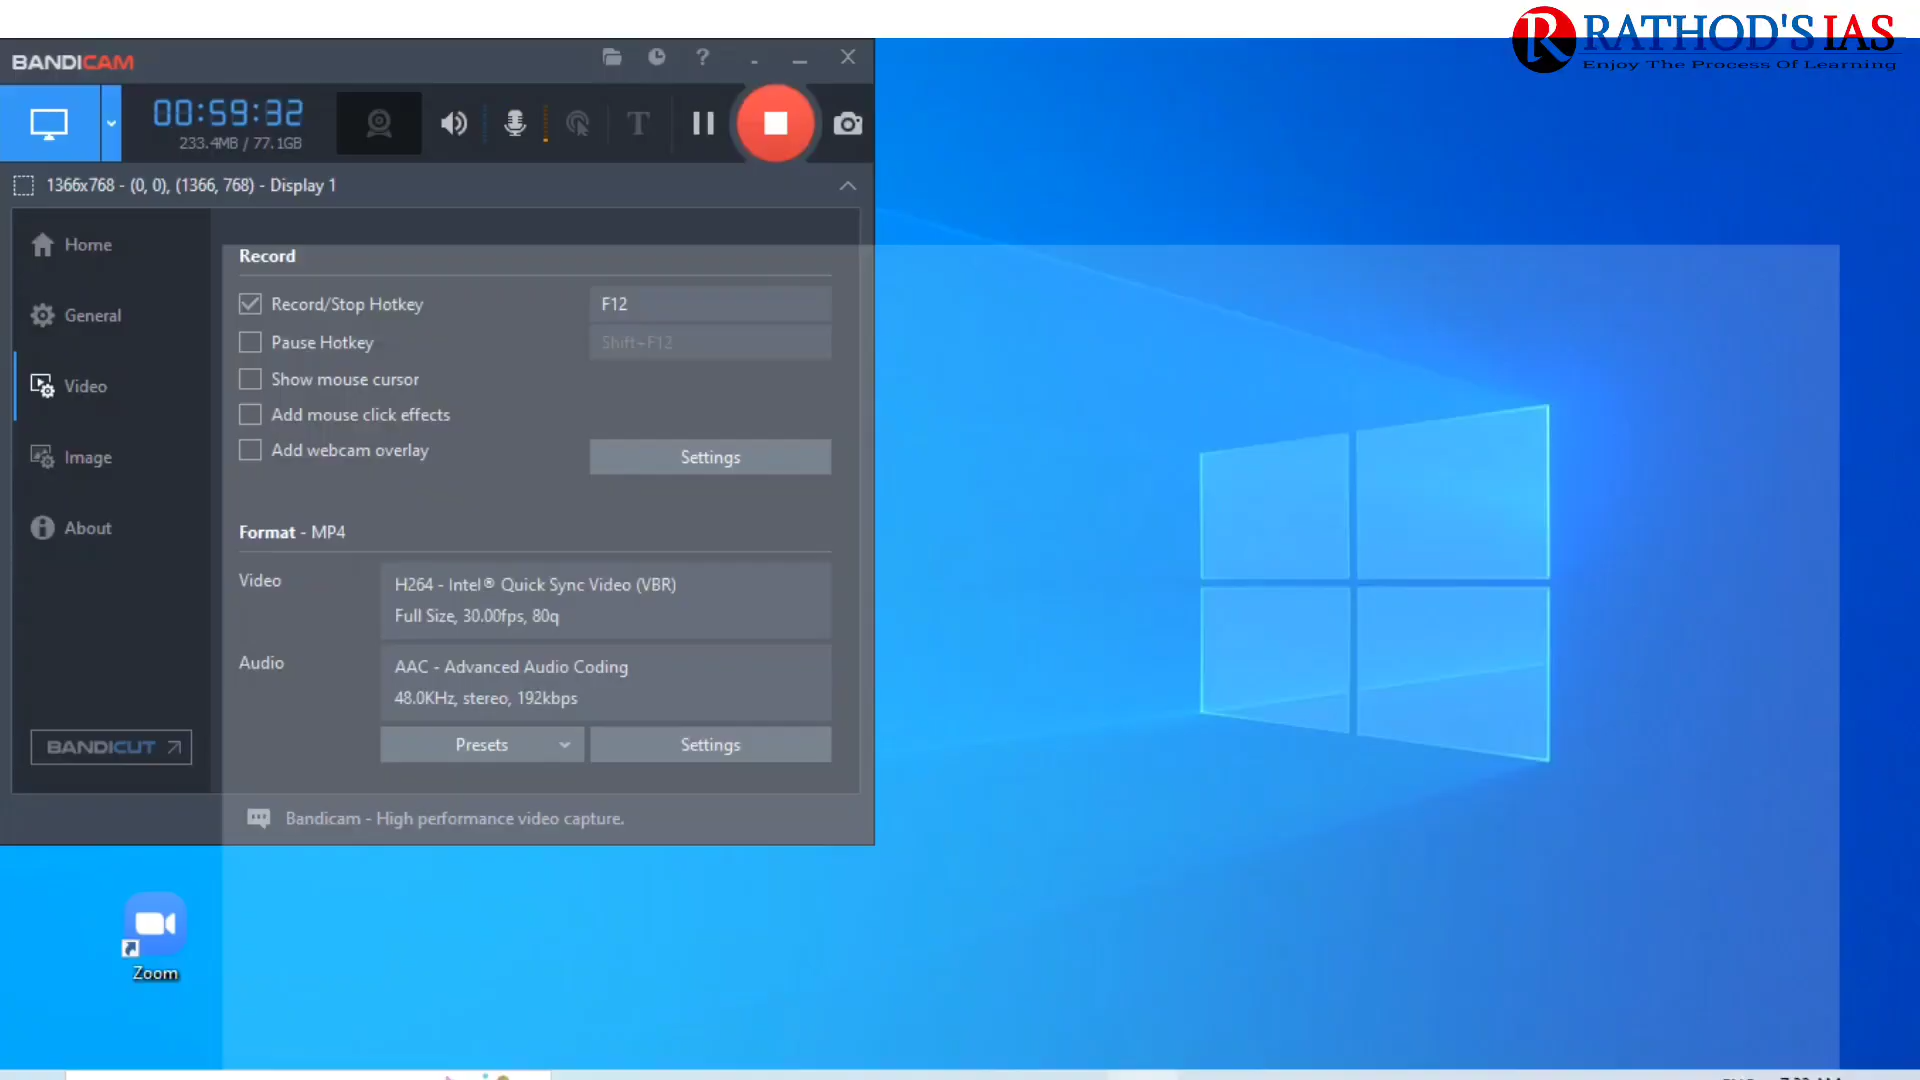 RATHOD'S IAS
Enjoy The Process Of Learning
BANDICAM
00:59:32
233.4MB / 77.1GB
T
1366x768 - (0, 0), (1366, 768) - Display 1
Home
General
Video
Image
About
BANDICUT
Record
Record/Stop Hotkey
F12
Pause Hotkey
Shift+F12
Show mouse cursor
Add mouse click effects
Add webcam overlay
Settings
Format - MP4
Video
H264 - Intel® Quick Sync Video (VBR)
Full Size, 30.00fps, 80q
Audio
AAC - Advanced Audio Coding
48.0KHz, stereo, 192kbps
Presets
Settings
Bandicam - High performance video capture.
Zoom